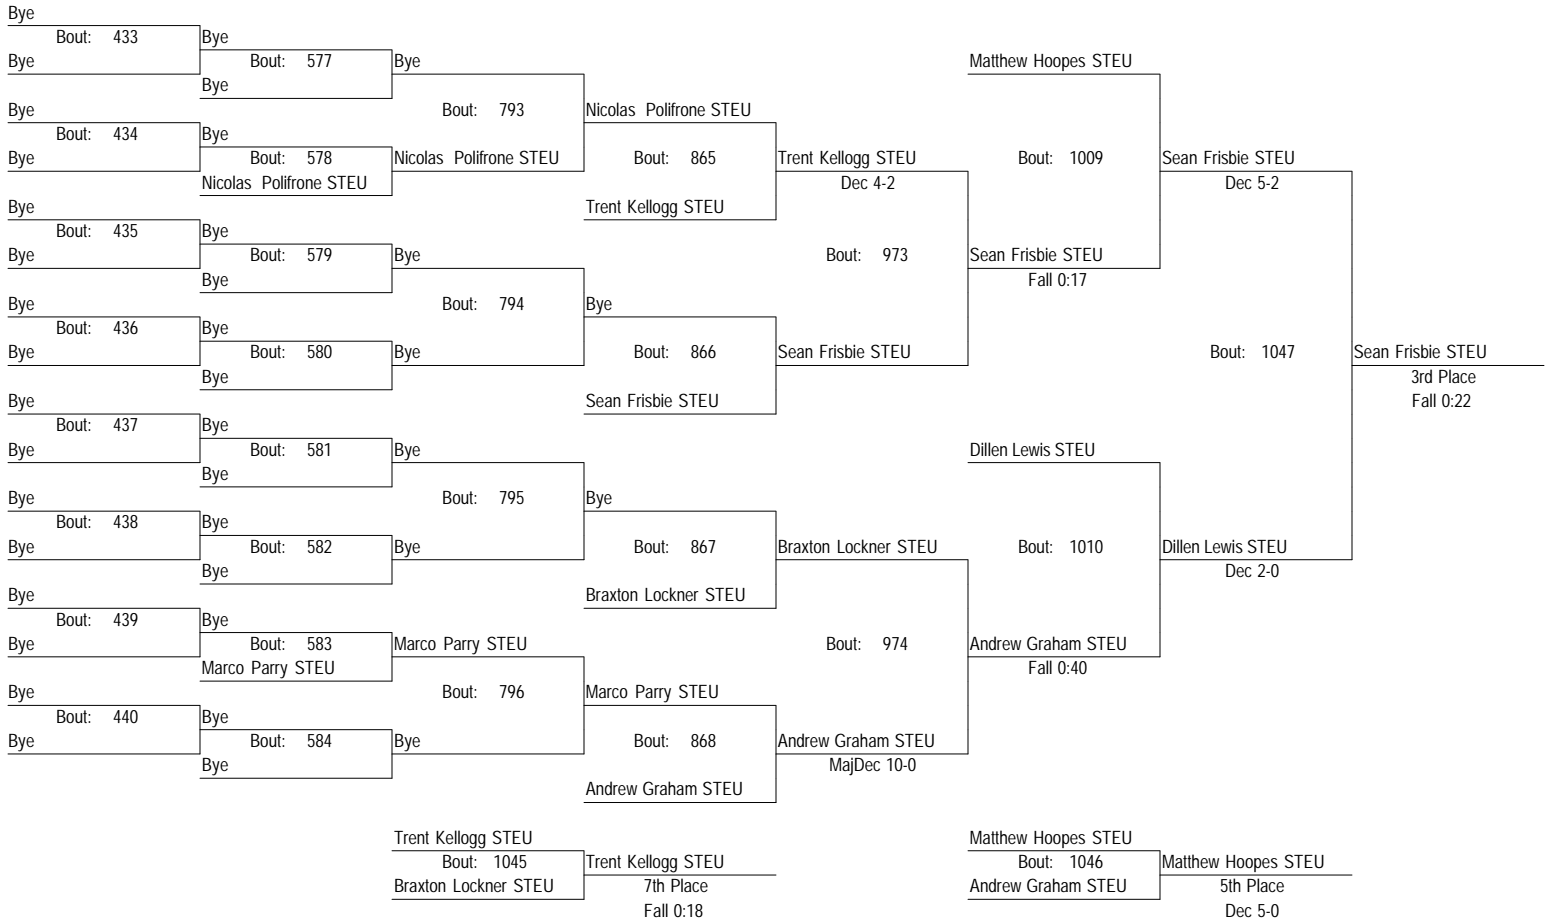 Bye
Bout: 433
Bye
Bye
Bout: 577
Bye
Bye
Bout: 793
Bye
Bout: 434
Bye
Bye
Bout: 578
Nicolas Polifrone STEU
Nicolas Polifrone STEU
Nicolas Polifrone STEU
Bout: 865
Trent Kellogg STEU
Trent Kellogg STEU
Dec 4-2
Bye
Bout: 435
Bye
Bye
Bout: 579
Bye
Bye
Bout: 794
Bye
Bout: 436
Bye
Bye
Bout: 580
Bye
Bye
Bye
Bout: 866
Sean Frisbie STEU
Sean Frisbie STEU
Bout: 973
Matthew Hoopes STEU
Bout: 1009
Sean Frisbie STEU
Fall 0:17
Sean Frisbie STEU
Dec 5-2
Bye
Bout: 437
Bye
Bye
Bout: 581
Bye
Bye
Bout: 795
Bye
Bout: 438
Bye
Bye
Bout: 582
Bye
Bye
Bye
Bout: 867
Braxton Lockner STEU
Braxton Lockner STEU
Bye
Bout: 439
Bye
Bye
Bout: 583
Marco Parry STEU
Marco Parry STEU
Bout: 796
Bye
Bout: 440
Bye
Bye
Bout: 584
Bye
Bye
Marco Parry STEU
Bout: 868
Andrew Graham STEU
Andrew Graham STEU
MajDec 10-0
Bout: 974
Dillen Lewis STEU
Bout: 1010
Andrew Graham STEU
Fall 0:40
Dillen Lewis STEU
Dec 2-0
Bout: 1047
Sean Frisbie STEU
3rd Place
Fall 0:22
Trent Kellogg STEU
Bout: 1045
Braxton Lockner STEU
Trent Kellogg STEU
7th Place
Fall 0:18
Matthew Hoopes STEU
Bout: 1046
Andrew Graham STEU
Matthew Hoopes STEU
5th Place
Dec 5-0